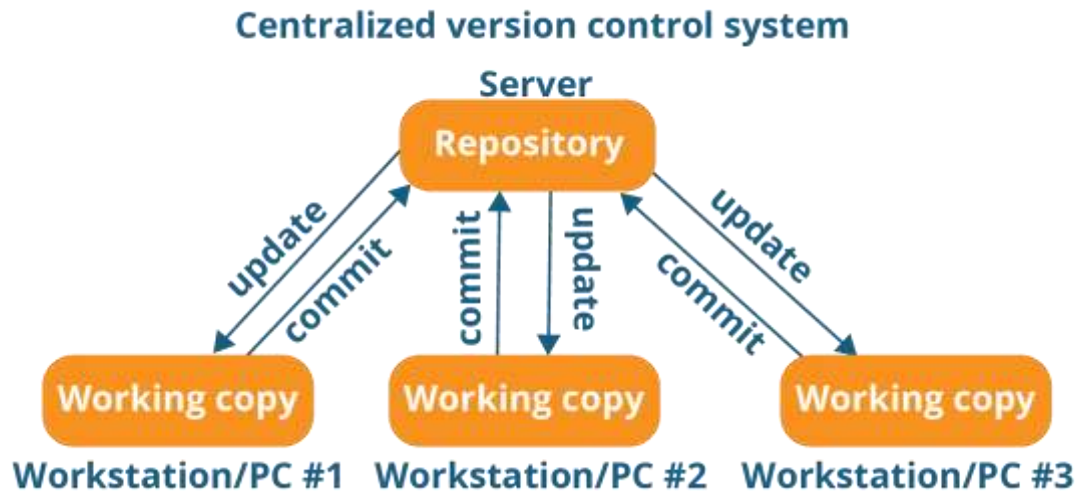 Centralized version control system
Server
Repository
update
commit
commit
update
update
commit
Working copy
Working copy
Working copy
Workstation/PC #1
Workstation/PC #2
Workstation/PC #3